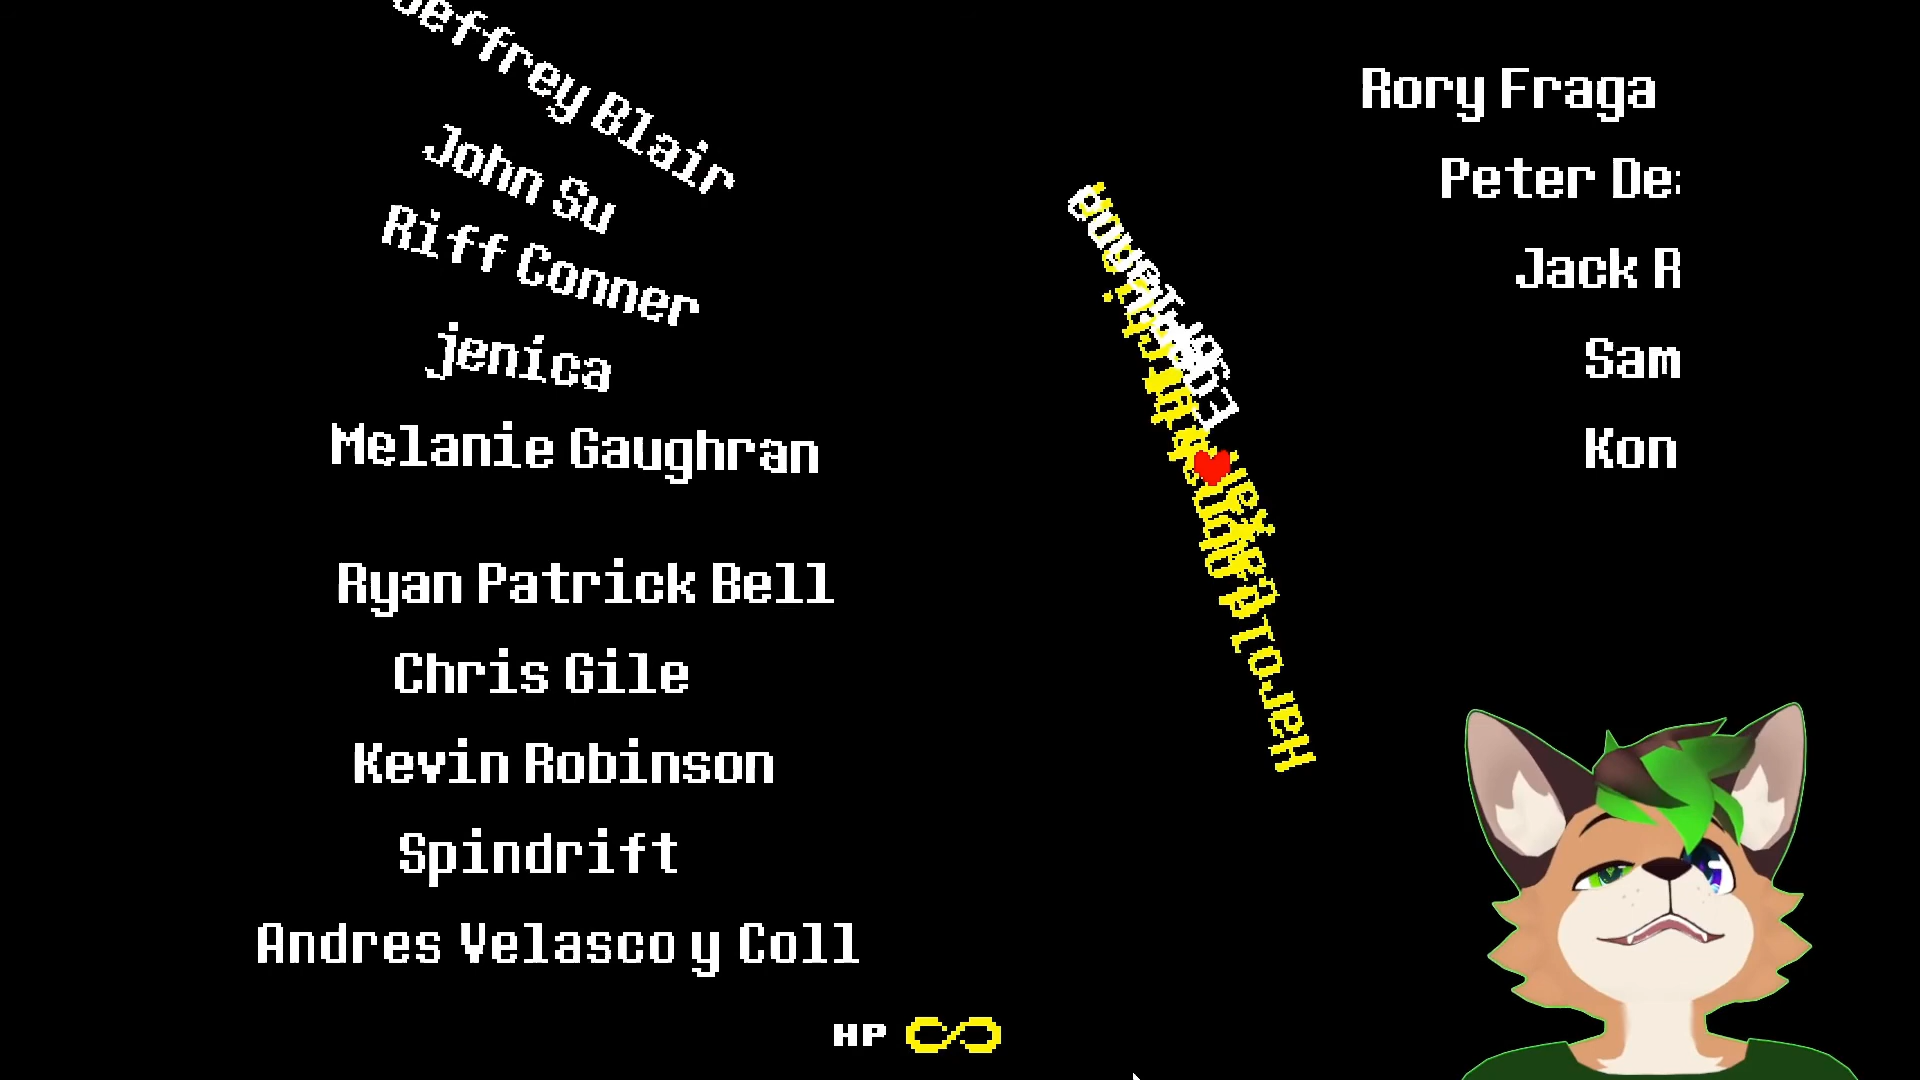 Jeffrey Blair
John Su
Riff Conner
jenica
Melanie Gaughran
Ryan Patrick Bell
Chris Gile
Kevin Robinson
Spindrift
Andres Velasco y Coll
Rory Fraga
Peter
Jack R
Sam
Kon
HP ∞